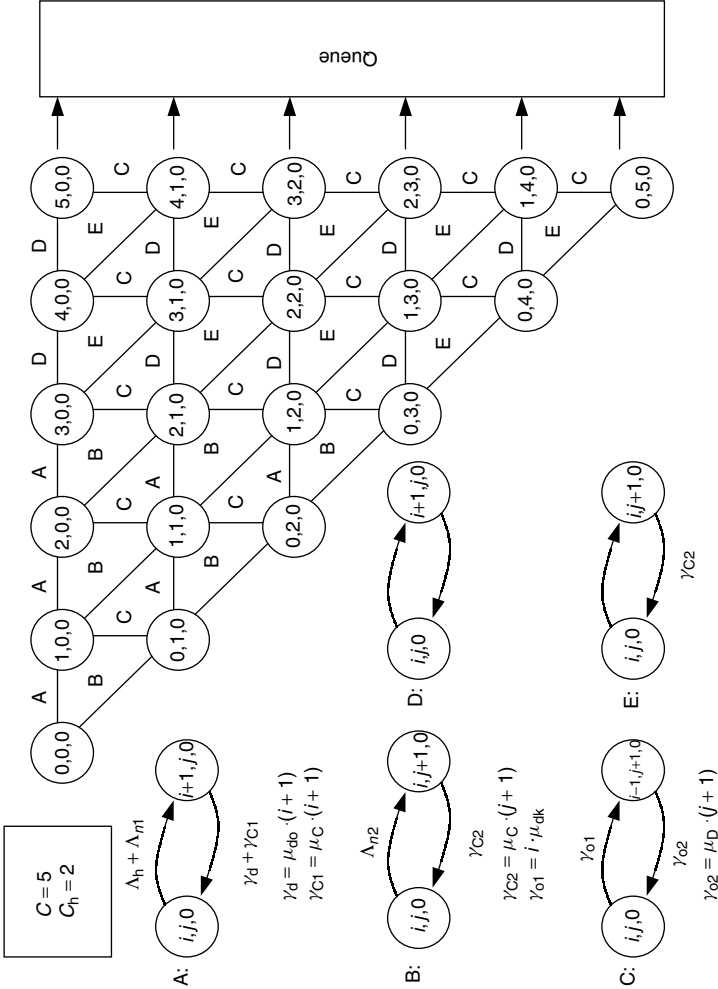 C = 5
C_h = 2
0,0,0 A 1,0,0 A 2,0,0 A 3,0,0 D 4,0,0 D 5,0,0
B C B C B C E C E C
0,1,0 A 1,1,0 A 2,1,0 D 3,1,0 D 4,1,0
B C B C E C E C
0,2,0 A 1,2,0 D 2,2,0 D 3,2,0
B C E C E C
0,3,0 D 1,3,0 D 2,3,0
E C E C
0,4,0 D 1,4,0
E C
0,5,0
Queue
A:
Λ_h + Λ_n1
i,j,0
i+1,j,0
γ_d + γ_C1
γ_d = μ_do · (i + 1)
γ_C1 = μ_C · (i + 1)
B:
Λ_n2
i,j,0
i,j+1,0
γ_C2
γ_C2 = μ_C · (j + 1)
γ_o1 = i · μ_dk
C:
γ_o1
i,j,0
i-1,j+1,0
γ_o2
γ_o2 = μ_D · (j + 1)
D:
i,j,0
i+1,j,0
E:
i,j,0
i,j+1,0
γ_C2